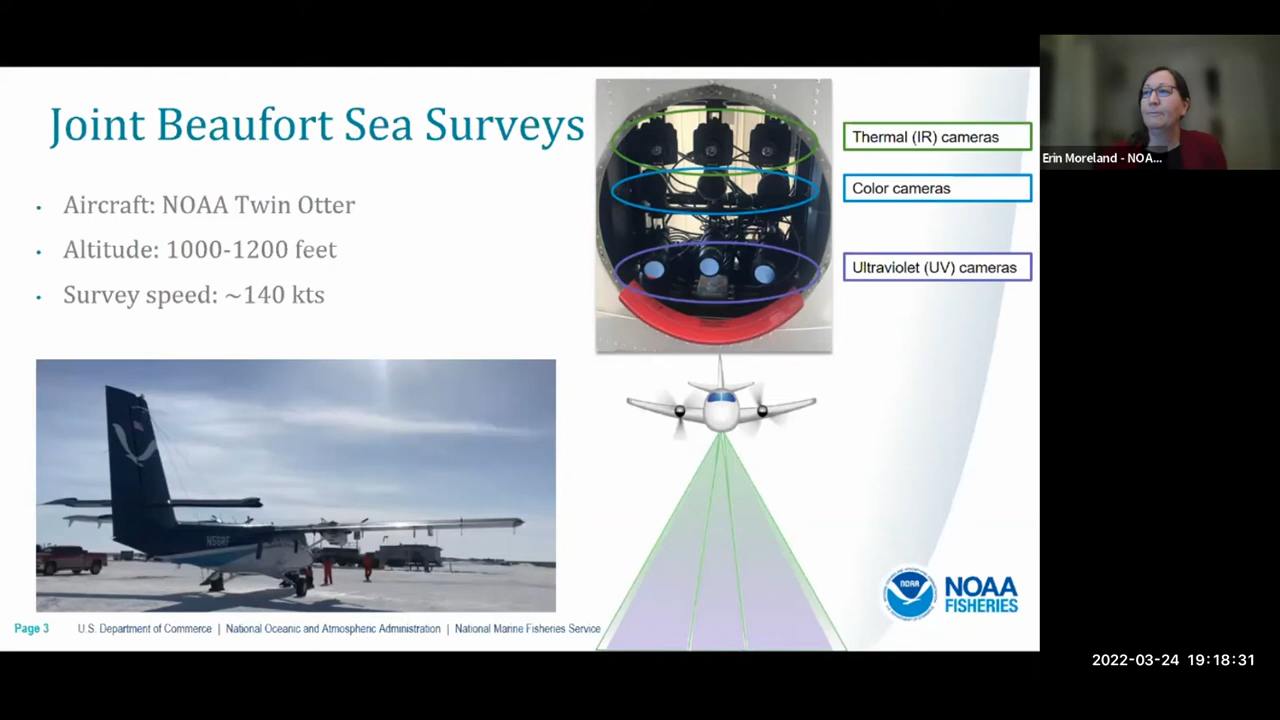 Joint Beaufort Sea Surveys
• Aircraft: NOAA Twin Otter
• Altitude: 1000-1200 feet
• Survey speed: ~140 kts
Thermal (IR) cameras
Color cameras
Ultraviolet (UV) cameras
Erin Moreland - NOA...
N56RF
NOAA
NOAA
FISHERIES
Page 3 U.S. Department of Commerce | National Oceanic and Atmospheric Administration | National Marine Fisheries Service
2022-03-24 19:18:31